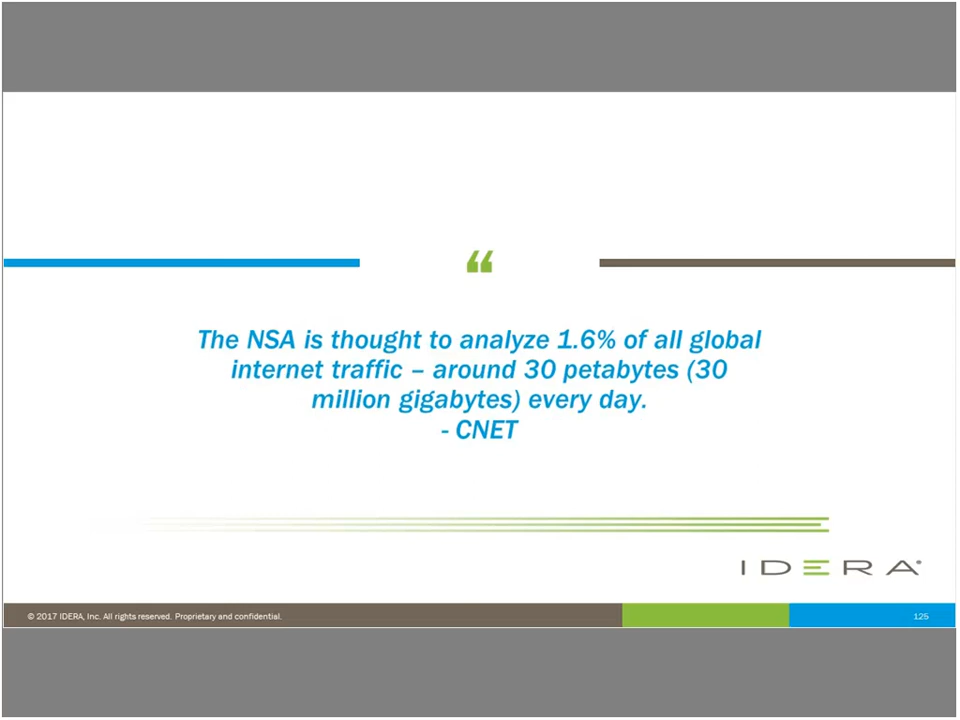 “
The NSA is thought to analyze 1.6% of all global
internet traffic – around 30 petabytes (30
million gigabytes) every day.
- CNET
IDERA®
© 2017 IDERA, Inc. All rights reserved. Proprietary and confidential.
125